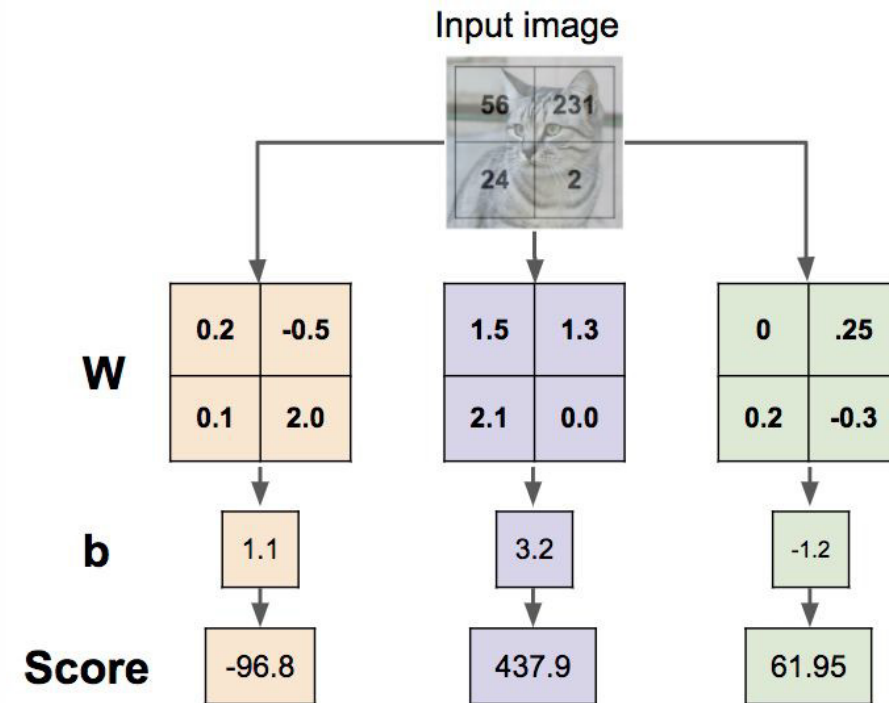 Input image
56 231
24 2
W
0.2 -0.5 1.5 1.3 0 .25
0.1 2.0 2.1 0.0 0.2 -0.3
b 1.1 3.2 -1.2
Score -96.8 437.9 61.95